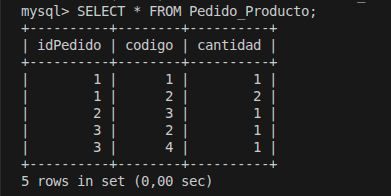 mysql> SELECT * FROM Pedido_Producto;
+----------+--------+----------+
| idPedido | codigo | cantidad |
+----------+--------+----------+
|        1 |      1 |        1 |
|        1 |      2 |        2 |
|        2 |      3 |        1 |
|        3 |      2 |        1 |
|        3 |      4 |        1 |
+----------+--------+----------+
5 rows in set (0,00 sec)